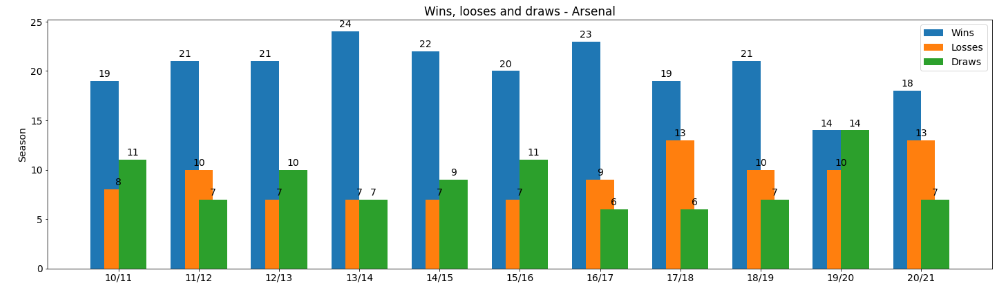 Wins, looses and draws - Arsenal
Wins
Losses
Draws
Season
25
20
15
10
5
0
19 8 11
21 10 7
21 7 10
24 7 7
22 7 9
20 7 11
23 9 6
19 13 6
21 10 7
14 10 14
18 13 7
10/11 11/12 12/13 13/14 14/15 15/16 16/17 17/18 18/19 19/20 20/21